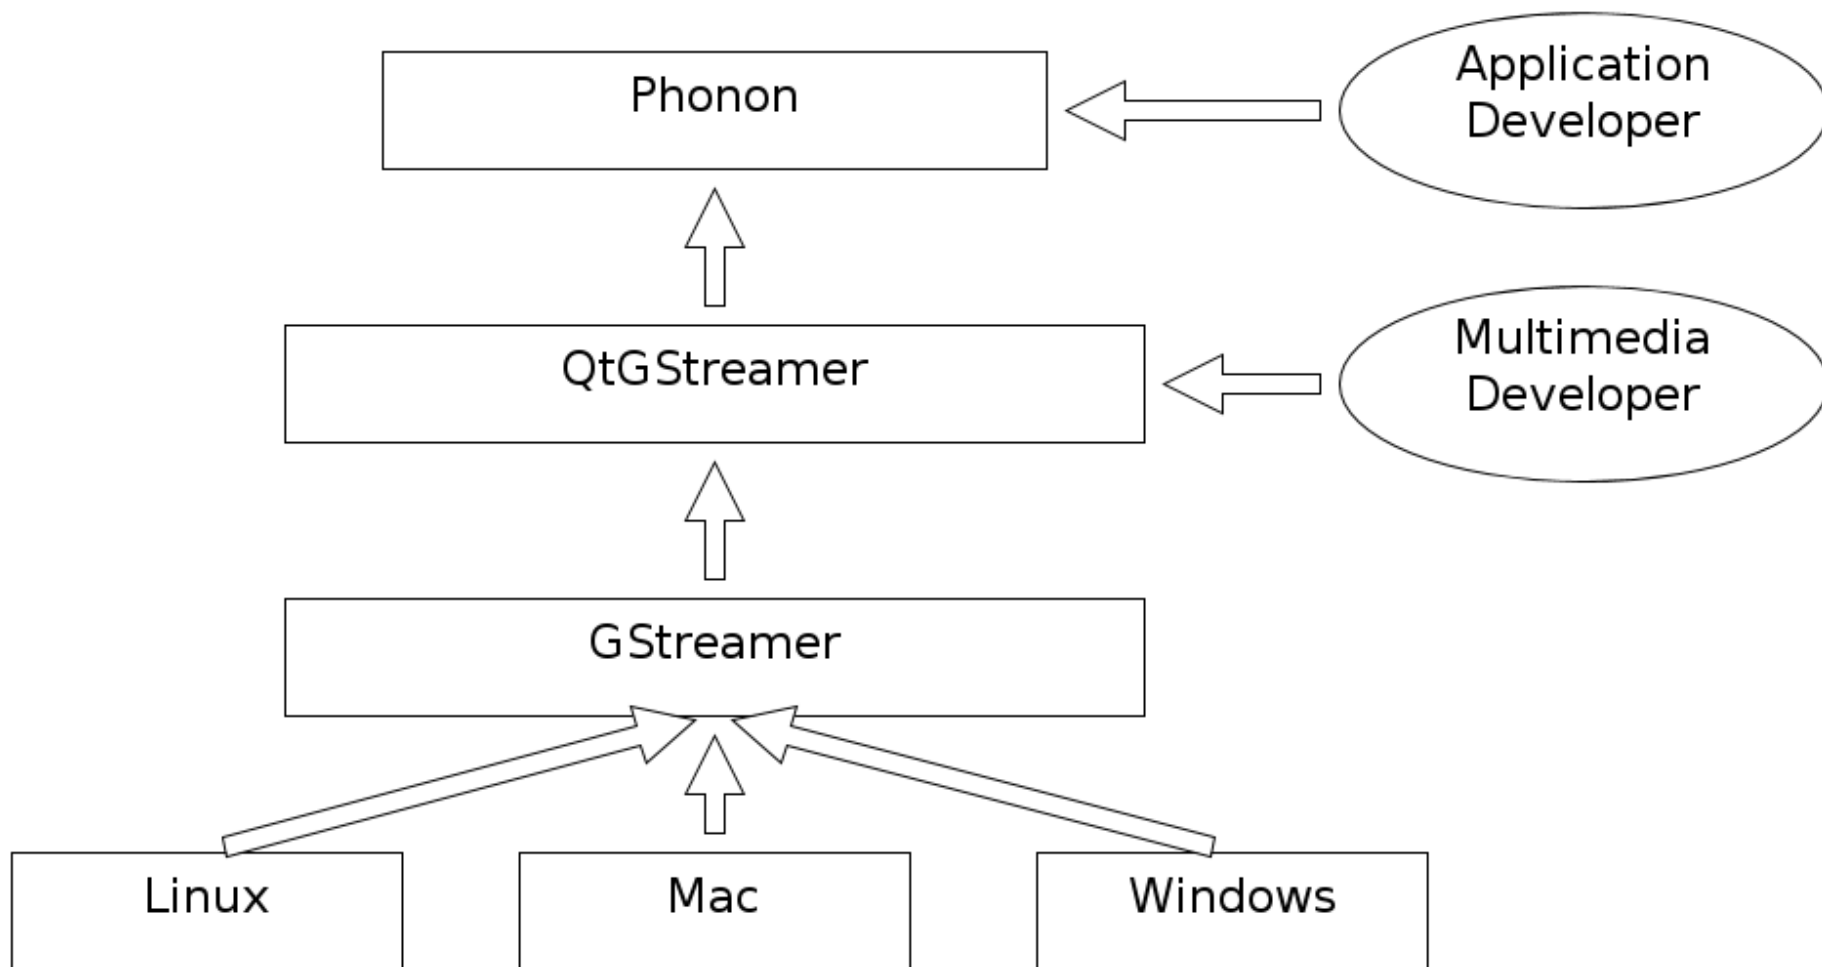 Phonon
Application
Developer
QtGStreamer
Multimedia
Developer
GStreamer
Linux
Mac
Windows